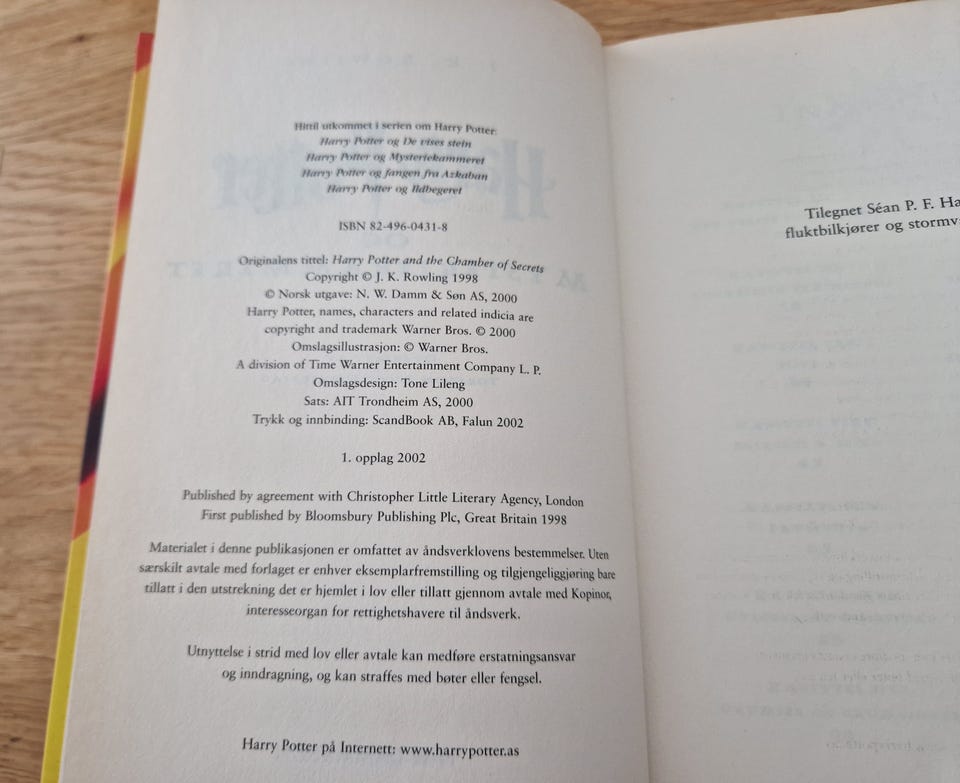 Hittil utkommet i serien om Harry Potter:
Harry Potter og De vises stein
Harry Potter og Mysteriekammeret
Harry Potter og fangen fra Azkaban
Harry Potter og Ildbegeret
ISBN 82-496-0431-8
Originalens tittel: Harry Potter and the Chamber of Secrets
Copyright © J. K. Rowling 1998
© Norsk utgave: N. W. Damm & Søn AS, 2000
Harry Potter, names, characters and related indicia are
copyright and trademark Warner Bros. © 2000
Omslagsillustrasjon: © Warner Bros.
A division of Time Warner Entertainment Company L. P.
Omslagsdesign: Tone Lileng
Sats: AIT Trondheim AS, 2000
Trykk og innbinding: ScandBook AB, Falun 2002
1. opplag 2002
Published by agreement with Christopher Little Literary Agency, London
First published by Bloomsbury Publishing Plc, Great Britain 1998
Materialet i denne publikasjonen er omfattet av åndsverklovens bestemmelser. Uten
særskilt avtale med forlaget er enhver eksemplarfremstilling og tilgjengeliggjøring bare
tillatt i den utstrekning det er hjemlet i lov eller tillatt gjennom avtale med Kopinor,
interesseorgan for rettighetshavere til åndsverk.
Utnyttelse i strid med lov eller avtale kan medføre erstatningsansvar
og inndragning, og kan straffes med bøter eller fengsel.
Harry Potter på Internett: www.harrypotter.as
Tilegnet Séan P. F. Ha
fluktbilkjører og stormv